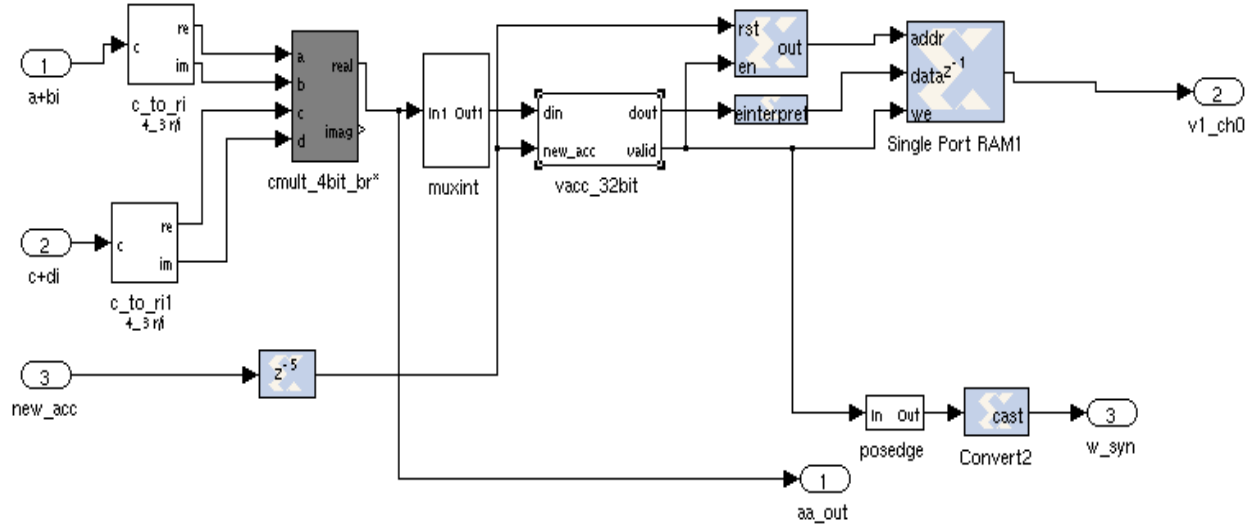 1
a+bi
c
re
im
c_to_ri
4_3 r/i
a
b
c
d
real
imag
cmult_4bit_br*
In1 Out1
muxint
din
new_acc
dout
valid
vacc_32bit
rst
en
out
einterpret
addr
data
we
z-1
Single Port RAM1
2
v1_ch0
2
c+di
c
re
im
c_to_ri1
4_3 r/i
3
new_acc
z-5
In Out
posedge
cast
Convert2
3
w_syn
1
aa_out